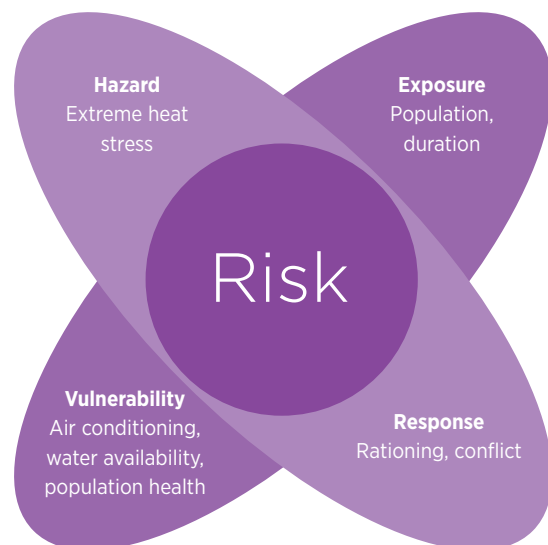 Hazard
Extreme heat
stress
Exposure
Population,
duration
Risk
Vulnerability
Air conditioning,
water availability,
population health
Response
Rationing, conflict